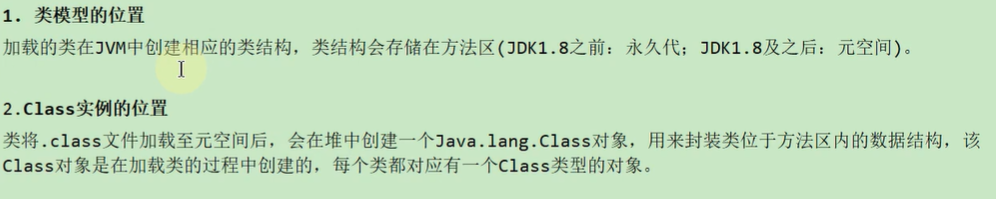 1. 类模型的位置
加载的类在JVM中创建相应的类结构，类结构会存储在方法区(JDK1.8之前：永久代；JDK1.8及之后：元空间)。
2.Class实例的位置
类将.class文件加载至元空间后，会在堆中创建一个Java.lang.Class对象，用来封装类位于方法区内的数据结构，该
Class对象是在加载类的过程中创建的，每个类都对应有一个Class类型的对象。